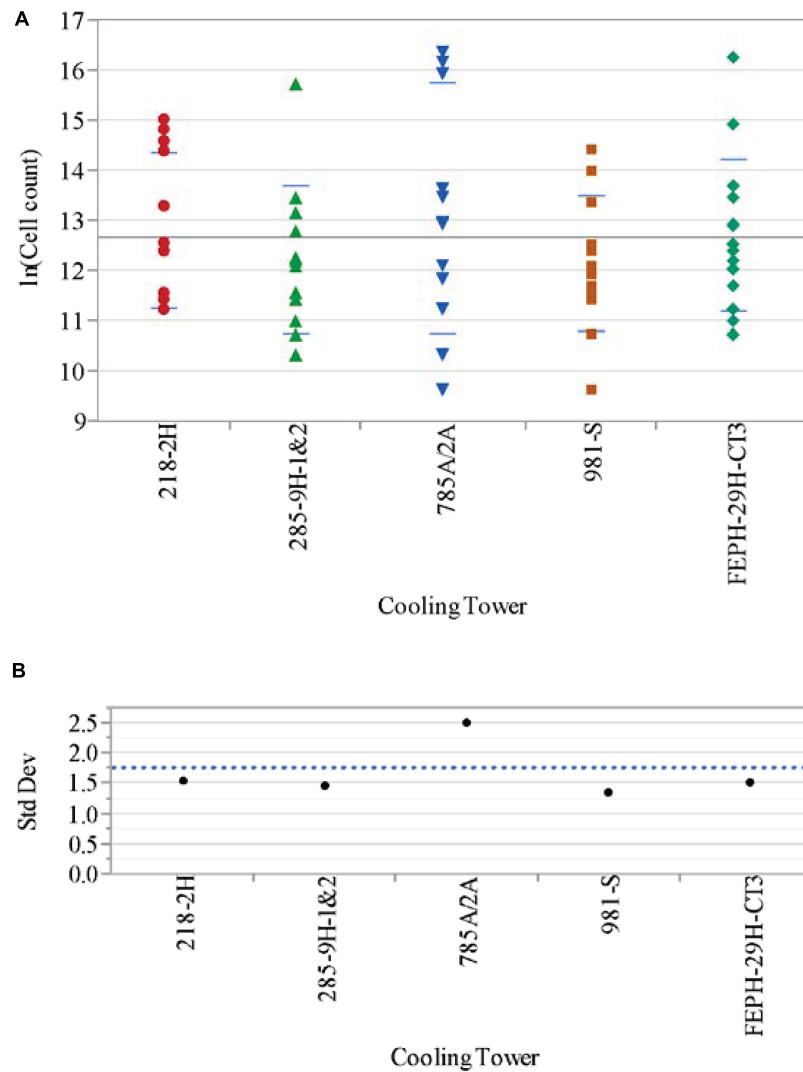 A
17
16
15
14
13
12
11
10
9
ln(Cell count)
218-2H
285-9H-1&2
785A/2A
981-S
FEPH-29H-CT3
Cooling Tower
B
2.5
2.0
1.5
1.0
0.5
0.0
Std Dev
218-2H
285-9H-1&2
785A/2A
981-S
FEPH-29H-CT3
Cooling Tower